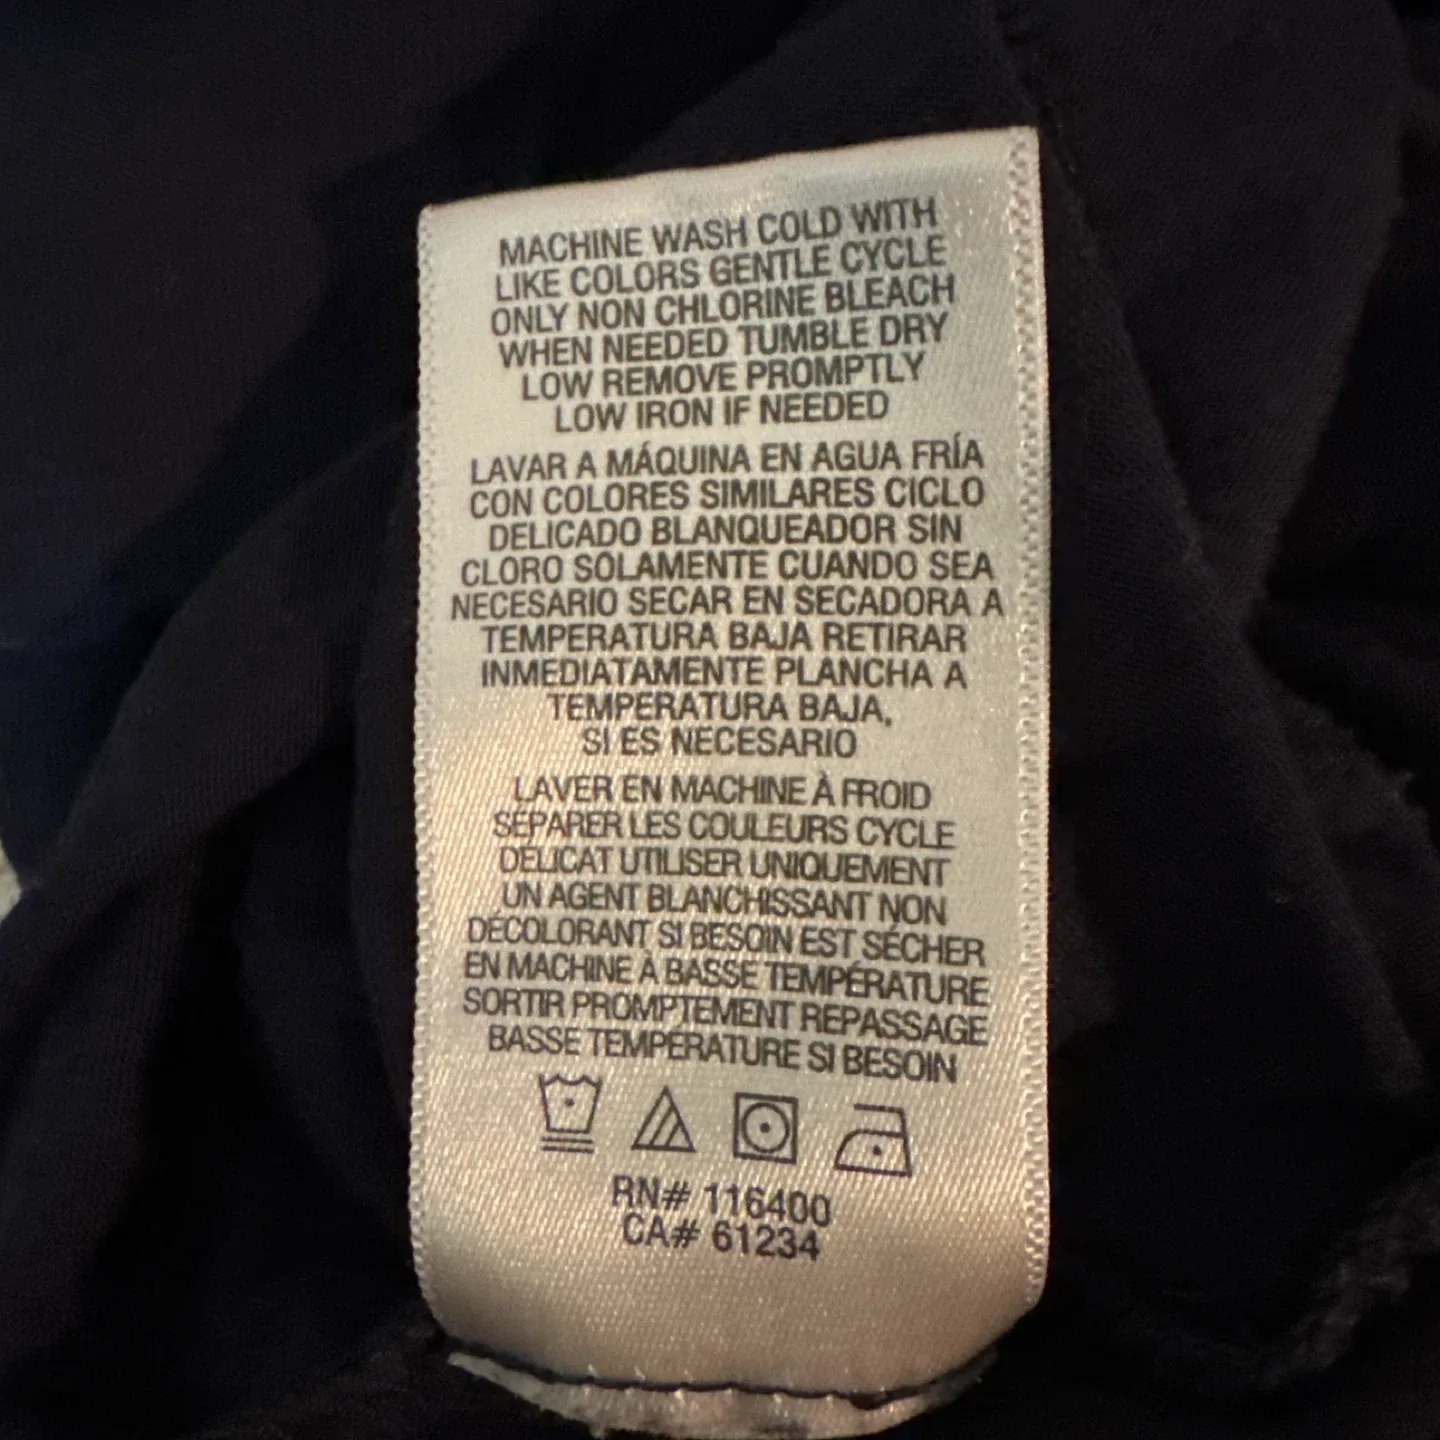 MACHINE WASH COLD WITH
LIKE COLORS GENTLE CYCLE
ONLY NON CHLORINE BLEACH
WHEN NEEDED TUMBLE DRY
LOW REMOVE PROMPTLY
LOW IRON IF NEEDED
LAVAR A MÁQUINA EN AGUA FRÍA
CON COLORES SIMILARES CICLO
DELICADO BLANQUEADOR SIN
CLORO SOLAMENTE CUANDO SEA
NECESARIO SECAR EN SECADORA A
TEMPERATURA BAJA RETIRAR
INMEDIATAMENTE PLANCHA A
TEMPERATURA BAJA,
SI ES NECESARIO
LAVER EN MACHINE À FROID
SÉPARER LES COULEURS CYCLE
DÉLICAT UTILISER UNIQUEMENT
UN AGENT BLANCHISSANT NON
DÉCOLORANT SI BESOIN EST SÉCHER
EN MACHINE À BASSE TEMPÉRATURE
SORTIR PROMPTEMENT REPASSAGE
BASSE TEMPÉRATURE SI BESOIN
RN# 116400
CA# 61234